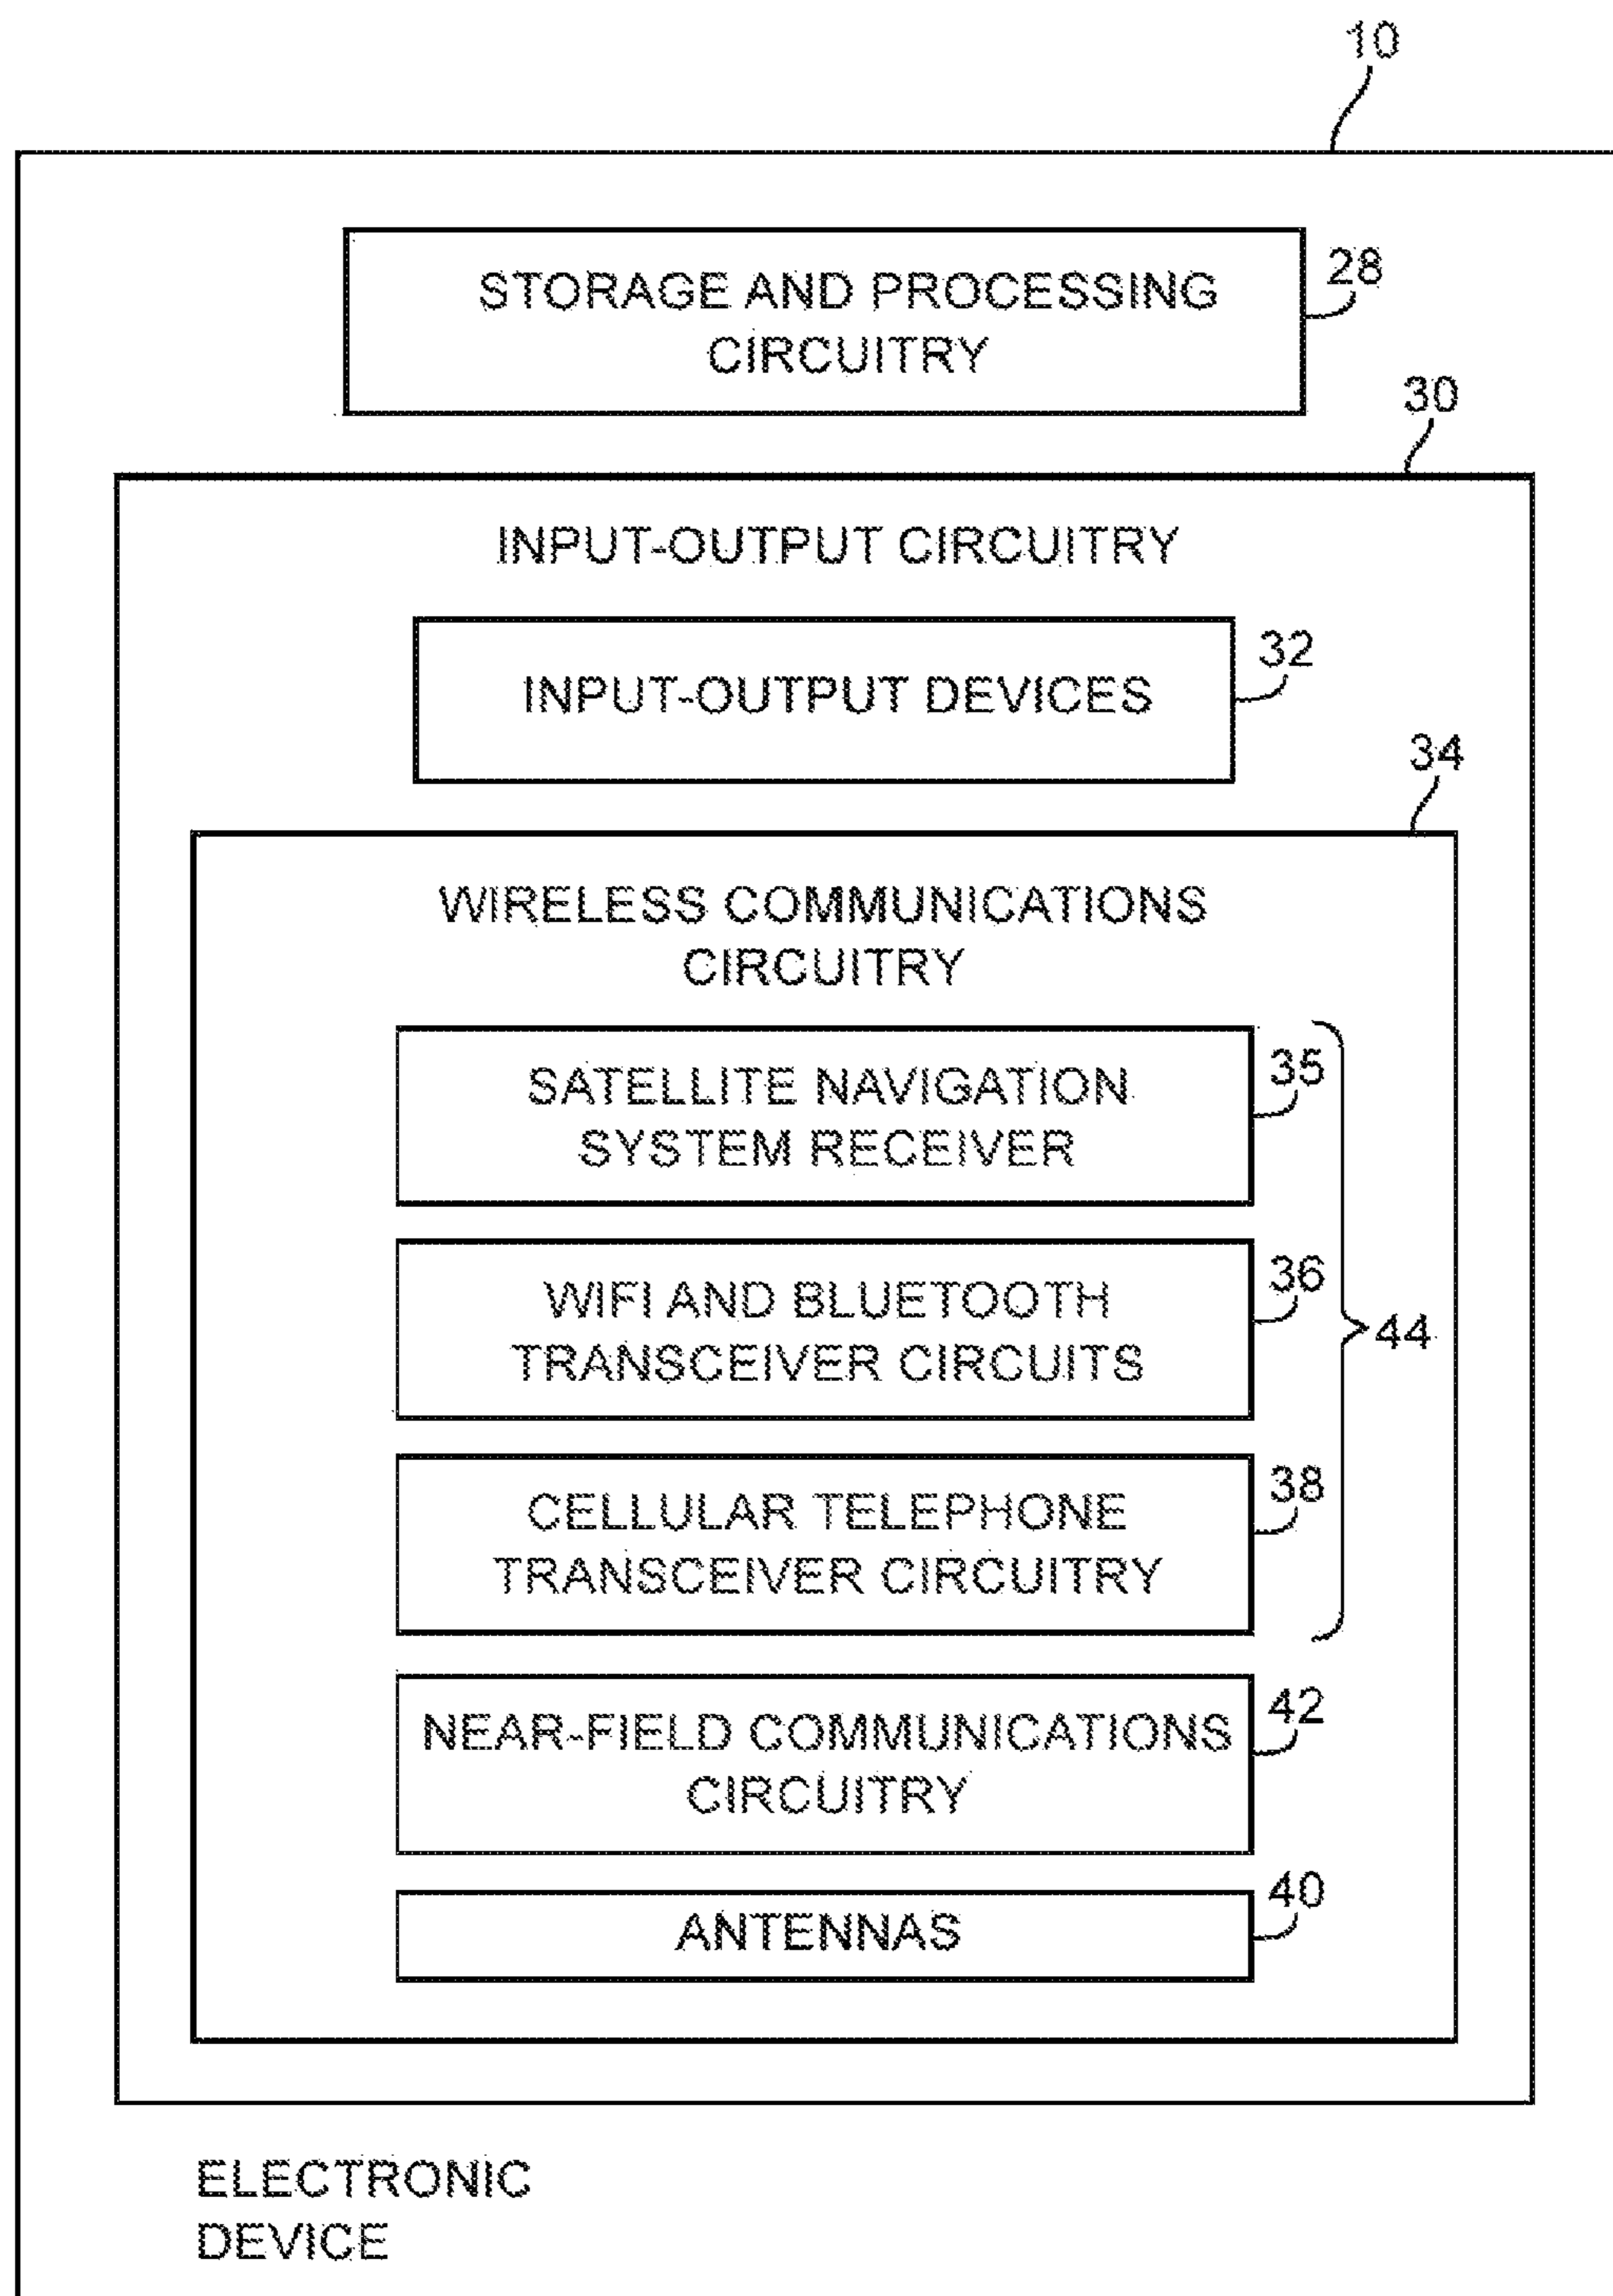 10
STORAGE AND PROCESSING
CIRCUITRY
28
30
INPUT-OUTPUT CIRCUITRY
INPUT-OUTPUT DEVICES
32
34
WIRELESS COMMUNICATIONS
CIRCUITRY
SATELLITE NAVIGATION
SYSTEM RECEIVER
35
WIFI AND BLUETOOTH
TRANSCEIVER CIRCUITS
36
44
CELLULAR TELEPHONE
TRANSCEIVER CIRCUITRY
38
NEAR-FIELD COMMUNICATIONS
CIRCUITRY
42
ANTENNAS
40
ELECTRONIC
DEVICE